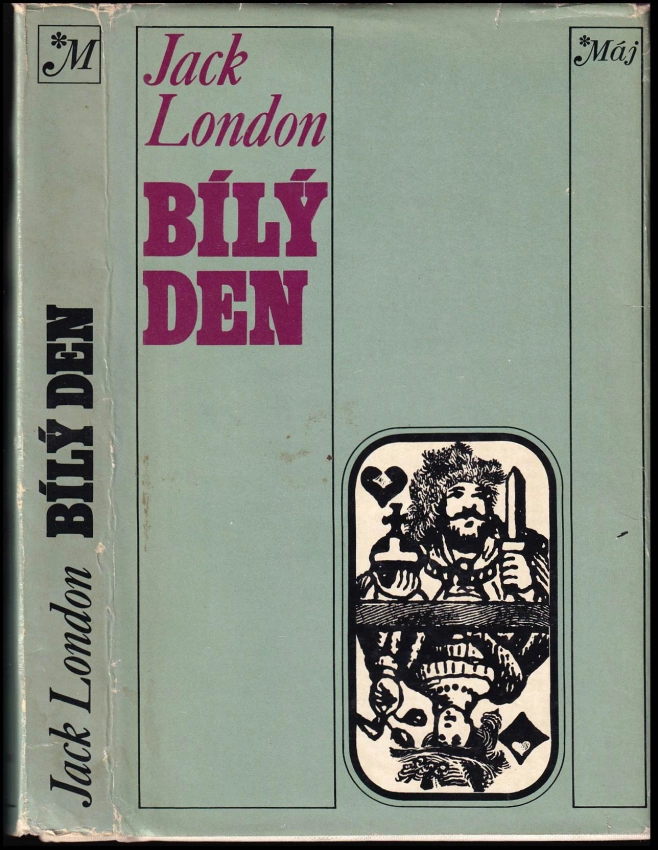 *M
Jack London BÍLÝ DEN
Jack
London
BÍLÝ
DEN
*Máj